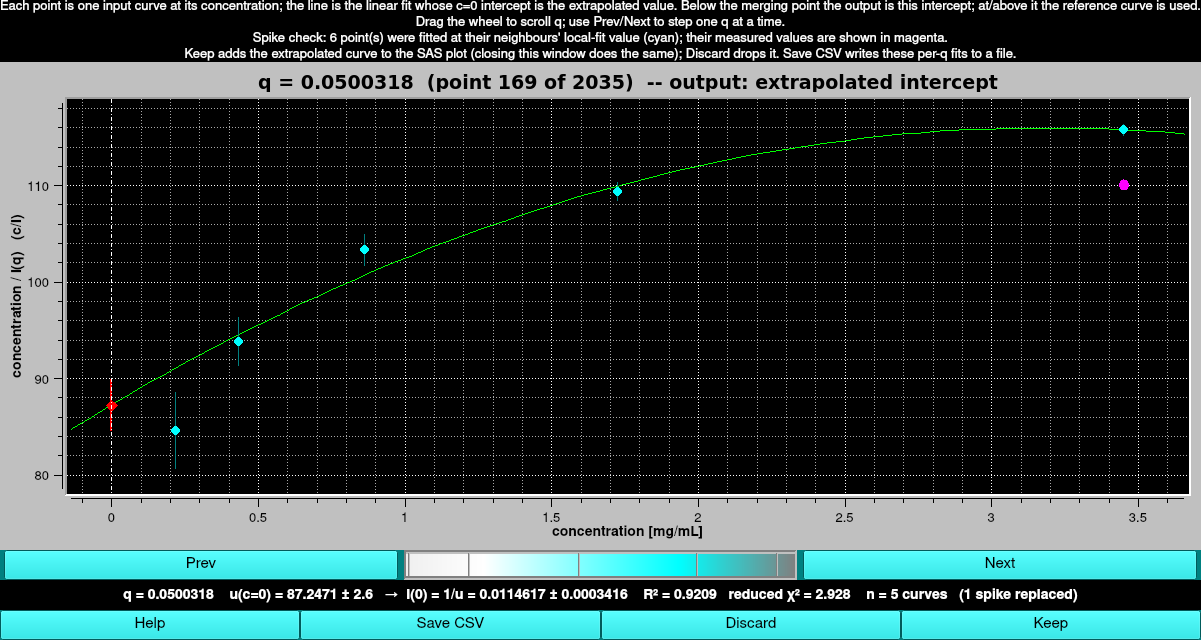 Each point is one input curve at its concentration; the line is the linear fit whose c=0 intercept is the extrapolated value. Below the merging point the output is this intercept; at/above it the reference curve is used.
Drag the wheel to scroll q; use Prev/Next to step one q at a time.
Spike check: 6 point(s) were fitted at their neighbours' local-fit value (cyan); their measured values are shown in magenta.
Keep adds the extrapolated curve to the SAS plot (closing this window does the same); Discard drops it. Save CSV writes these per-q fits to a file.
q = 0.0500318 (point 169 of 2035) -- output: extrapolated intercept
concentration / I(q) (c/I)
110
100
90
80
0 0.5 1 1.5 2 2.5 3 3.5
concentration [mg/mL]
Prev Next
q = 0.0500318 u(c=0) = 87.2471 ± 2.6 → I(0) = 1/u = 0.0114617 ± 0.0003416 R² = 0.9209 reduced χ² = 2.928 n = 5 curves (1 spike replaced)
Help Save CSV Discard Keep